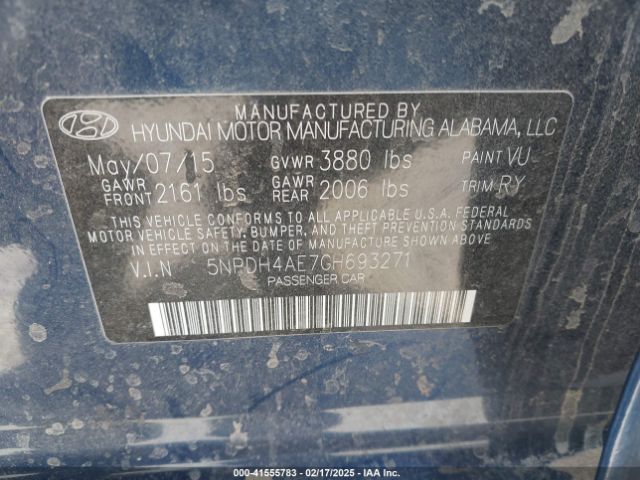 MANUFACTURED BY
HYUNDAI MOTOR MANUFACTURING ALABAMA, LLC
May/07/15 GVWR 3880 lbs PAINT VU
GAWR FRONT 2161 lbs GAWR REAR 2006 lbs TRIM RY
THIS VEHICLE CONFORMS TO ALL APPLICABLE U.S.A. FEDERAL
MOTOR VEHICLE SAFETY, BUMPER, AND THEFT PREVENTION STANDARDS
IN EFFECT ON THE DATE OF MANUFACTURE SHOWN ABOVE.
V.I.N 5NPDH4AE7GH693271
PASSENGER CAR
000-41555783 - 02/17/2025 - IAA Inc.